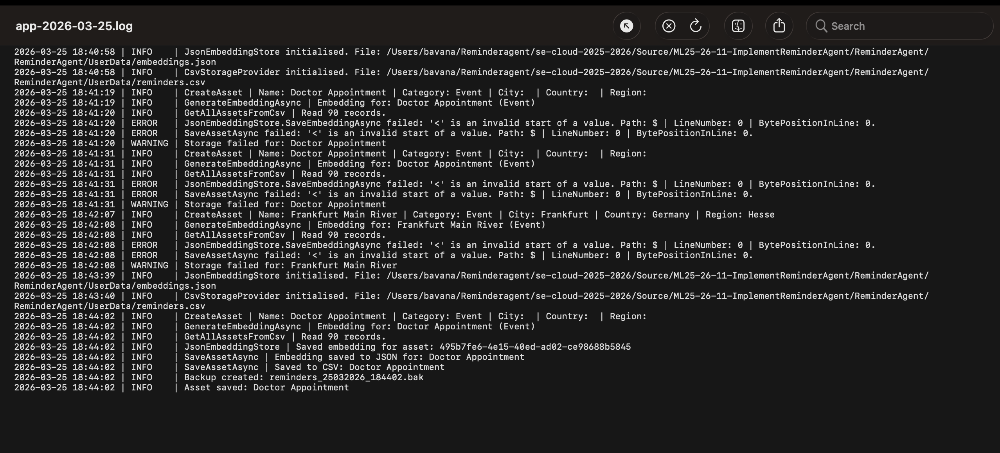 app-2026-03-25.log
Search
2026-03-25 18:40:58 | INFO    | JsonEmbeddingStore initialised. File: /Users/bavana/Reminderagent/se-cloud-2025-2026/Source/ML25-26-11-ImplementReminderAgent/ReminderAgent/
ReminderAgent/UserData/embeddings.json
2026-03-25 18:40:58 | INFO    | CsvStorageProvider initialised. File: /Users/bavana/Reminderagent/se-cloud-2025-2026/Source/ML25-26-11-ImplementReminderAgent/ReminderAgent/
ReminderAgent/UserData/reminders.csv
2026-03-25 18:41:19 | INFO    | CreateAsset | Name: Doctor Appointment | Category: Event | City:  | Country:  | Region:
2026-03-25 18:41:19 | INFO    | GenerateEmbeddingAsync | Embedding for: Doctor Appointment (Event)
2026-03-25 18:41:20 | INFO    | GetAllAssetsFromCsv | Read 90 records.
2026-03-25 18:41:20 | ERROR   | JsonEmbeddingStore.SaveEmbeddingAsync failed: '<' is an invalid start of a value. Path: $ | LineNumber: 0 | BytePositionInLine: 0.
2026-03-25 18:41:20 | ERROR   | SaveAssetAsync failed: '<' is an invalid start of a value. Path: $ | LineNumber: 0 | BytePositionInLine: 0.
2026-03-25 18:41:20 | WARNING | Storage failed for: Doctor Appointment
2026-03-25 18:41:31 | INFO    | CreateAsset | Name: Doctor Appointment | Category: Event | City:  | Country:  | Region:
2026-03-25 18:41:31 | INFO    | GenerateEmbeddingAsync | Embedding for: Doctor Appointment (Event)
2026-03-25 18:41:31 | INFO    | GetAllAssetsFromCsv | Read 90 records.
2026-03-25 18:41:31 | ERROR   | JsonEmbeddingStore.SaveEmbeddingAsync failed: '<' is an invalid start of a value. Path: $ | LineNumber: 0 | BytePositionInLine: 0.
2026-03-25 18:41:31 | ERROR   | SaveAssetAsync failed: '<' is an invalid start of a value. Path: $ | LineNumber: 0 | BytePositionInLine: 0.
2026-03-25 18:41:31 | WARNING | Storage failed for: Doctor Appointment
2026-03-25 18:42:07 | INFO    | CreateAsset | Name: Frankfurt Main River | Category: Event | City: Frankfurt | Country: Germany | Region: Hesse
2026-03-25 18:42:08 | INFO    | GenerateEmbeddingAsync | Embedding for: Frankfurt Main River (Event)
2026-03-25 18:42:08 | INFO    | GetAllAssetsFromCsv | Read 90 records.
2026-03-25 18:42:08 | ERROR   | JsonEmbeddingStore.SaveEmbeddingAsync failed: '<' is an invalid start of a value. Path: $ | LineNumber: 0 | BytePositionInLine: 0.
2026-03-25 18:42:08 | ERROR   | SaveAssetAsync failed: '<' is an invalid start of a value. Path: $ | LineNumber: 0 | BytePositionInLine: 0.
2026-03-25 18:42:08 | WARNING | Storage failed for: Frankfurt Main River
2026-03-25 18:43:39 | INFO    | JsonEmbeddingStore initialised. File: /Users/bavana/Reminderagent/se-cloud-2025-2026/Source/ML25-26-11-ImplementReminderAgent/ReminderAgent/
ReminderAgent/UserData/embeddings.json
2026-03-25 18:43:40 | INFO    | CsvStorageProvider initialised. File: /Users/bavana/Reminderagent/se-cloud-2025-2026/Source/ML25-26-11-ImplementReminderAgent/ReminderAgent/
ReminderAgent/UserData/reminders.csv
2026-03-25 18:44:02 | INFO    | CreateAsset | Name: Doctor Appointment | Category: Event | City:  | Country:  | Region:
2026-03-25 18:44:02 | INFO    | GenerateEmbeddingAsync | Embedding for: Doctor Appointment (Event)
2026-03-25 18:44:02 | INFO    | GetAllAssetsFromCsv | Read 90 records.
2026-03-25 18:44:02 | INFO    | JsonEmbeddingStore | Saved embedding for asset: 495b7fe6-4e15-40ed-ad02-ce98688b5845
2026-03-25 18:44:02 | INFO    | SaveAssetAsync | Embedding saved to JSON for: Doctor Appointment
2026-03-25 18:44:02 | INFO    | SaveAssetAsync | Saved to CSV: Doctor Appointment
2026-03-25 18:44:02 | INFO    | Backup created: reminders_25032026_184402.bak
2026-03-25 18:44:02 | INFO    | Asset saved: Doctor Appointment